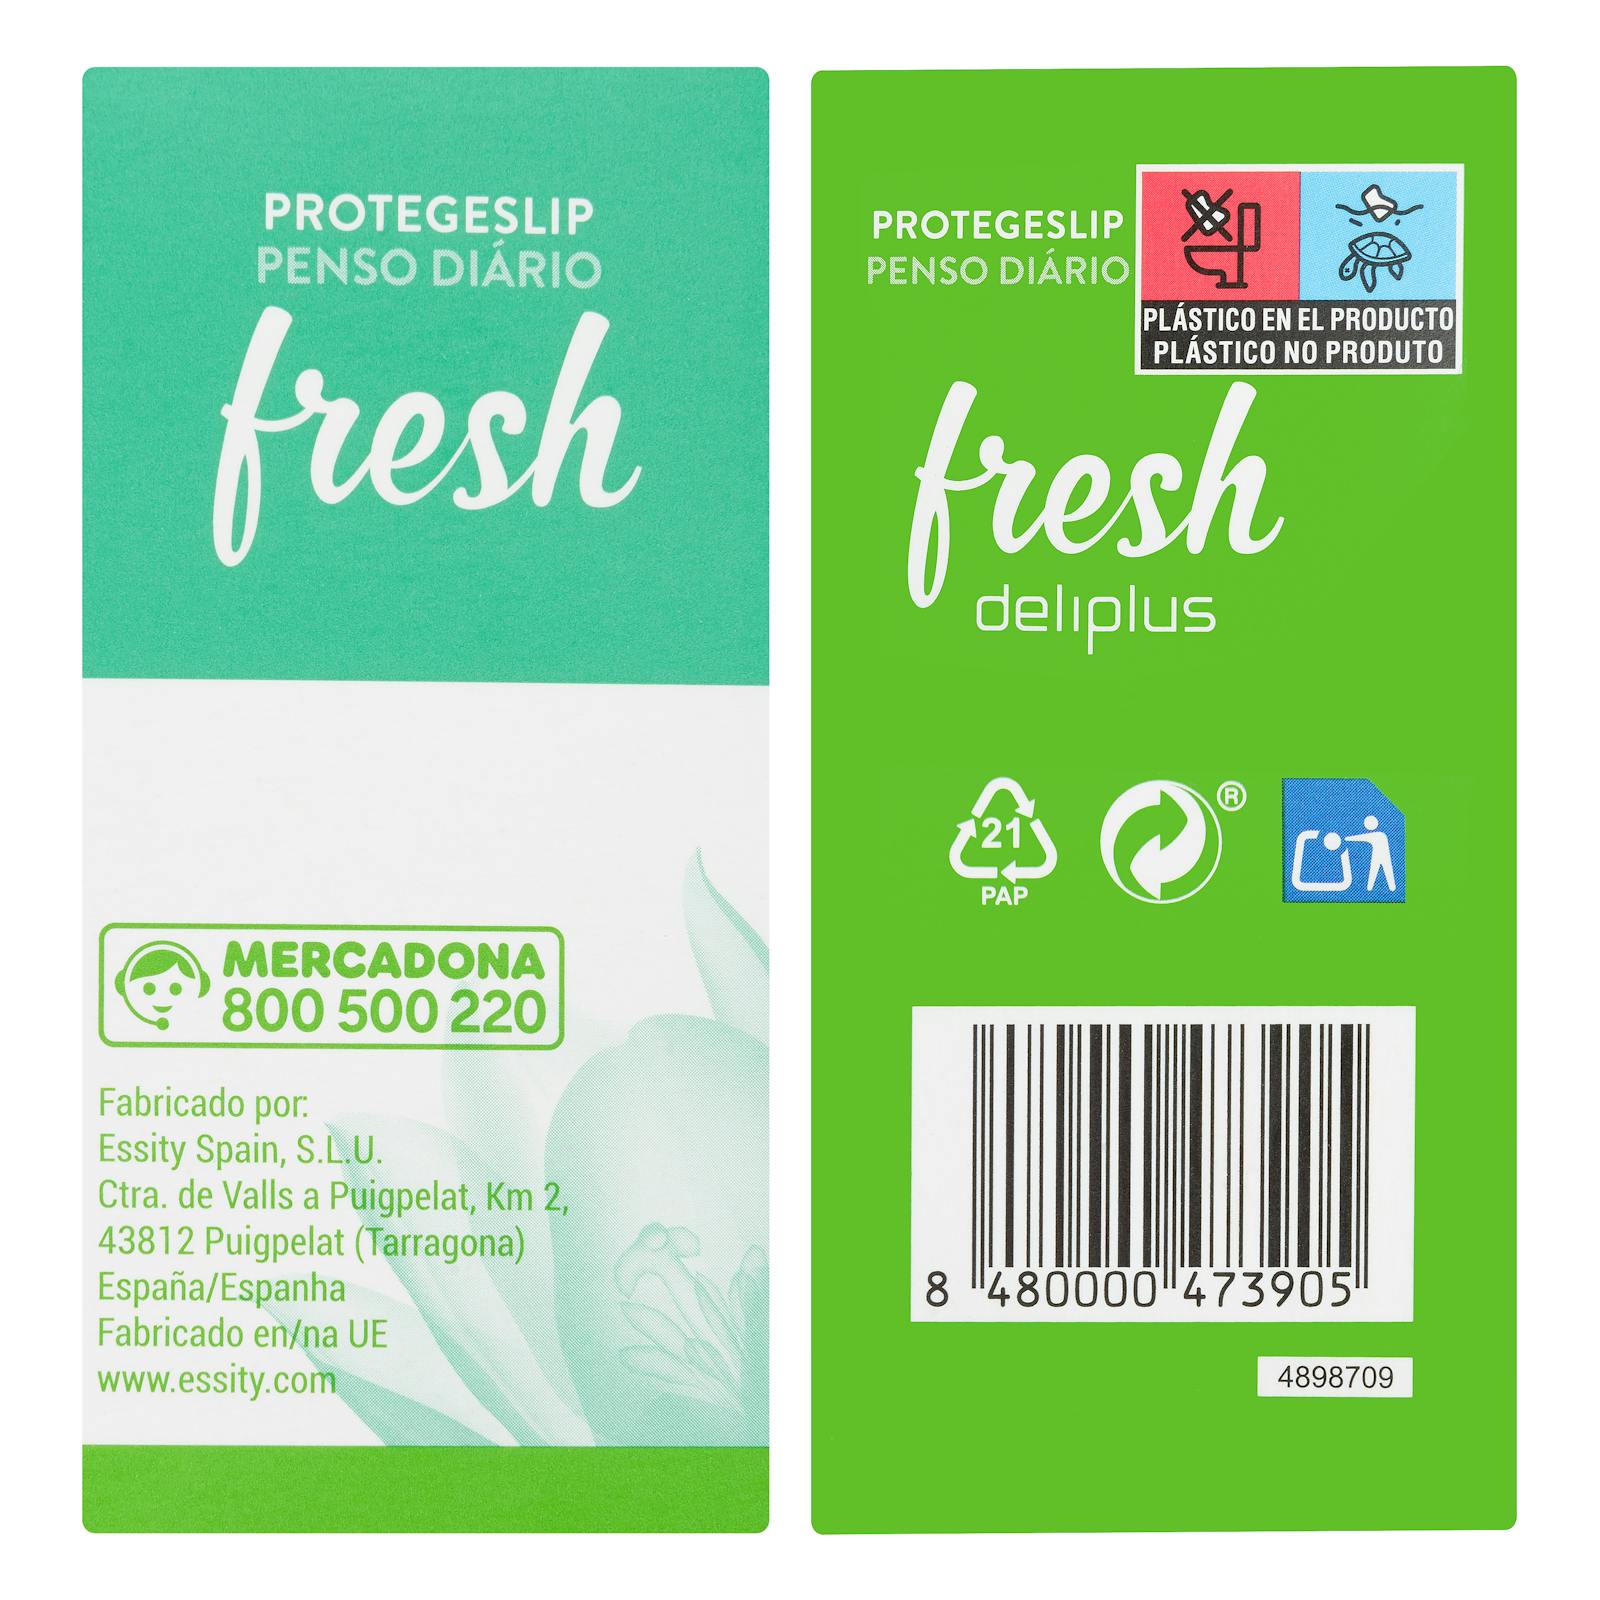 PROTEGESLIP
PENSO DIÁRIO
fresh
MERCADONA
800 500 220
Fabricado por:
Essity Spain, S.L.U.
Ctra. de Valls a Puigpelat, Km 2,
43812 Puigpelat (Tarragona)
España/Espanha
Fabricado en/na UE
www.essity.com
PROTEGESLIP
PENSO DIÁRIO
PLÁSTICO EN EL PRODUCTO
PLÁSTICO NO PRODUTO
fresh
deliplus
21
PAP
®
8 480000 473905
4898709